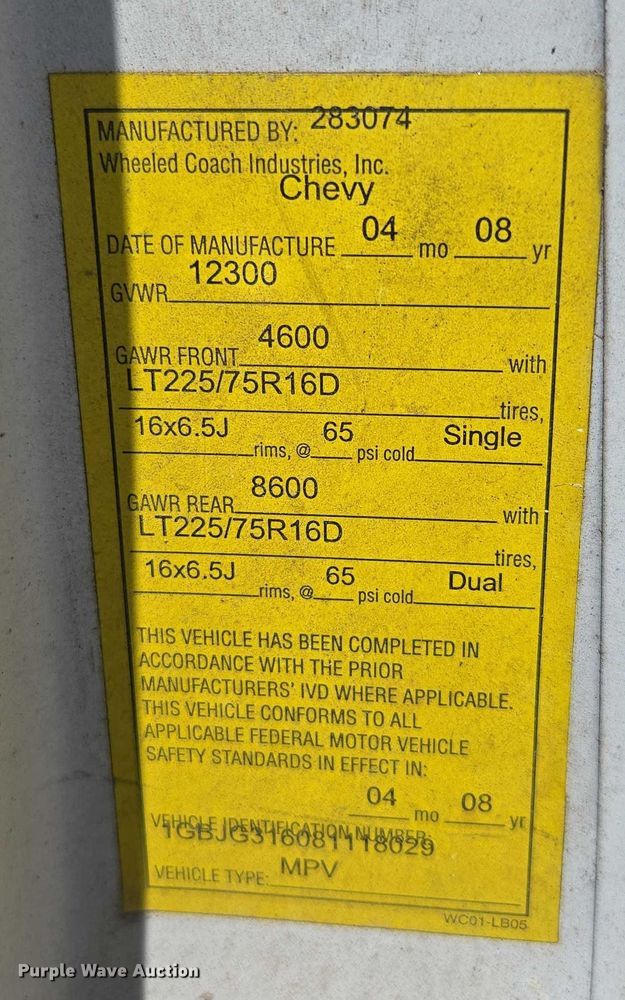 MANUFACTURED BY: 283074
Wheeled Coach Industries, Inc.
Chevy
DATE OF MANUFACTURE 04 mo 08 yr
GVWR 12300
GAWR FRONT 4600 with
LT225/75R16D tires,
16x6.5J rims, @ 65 psi cold Single
GAWR REAR 8600 with
LT225/75R16D tires,
16x6.5J rims, @ 65 psi cold Dual
THIS VEHICLE HAS BEEN COMPLETED IN
ACCORDANCE WITH THE PRIOR
MANUFACTURERS' IVD WHERE APPLICABLE.
THIS VEHICLE CONFORMS TO ALL
APPLICABLE FEDERAL MOTOR VEHICLE
SAFETY STANDARDS IN EFFECT IN:
04 mo 08 yr
VEHICLE IDENTIFICATION NUMBER:
1GBJG316081118029
VEHICLE TYPE: MPV
WC01-LB05
Purple Wave Auction